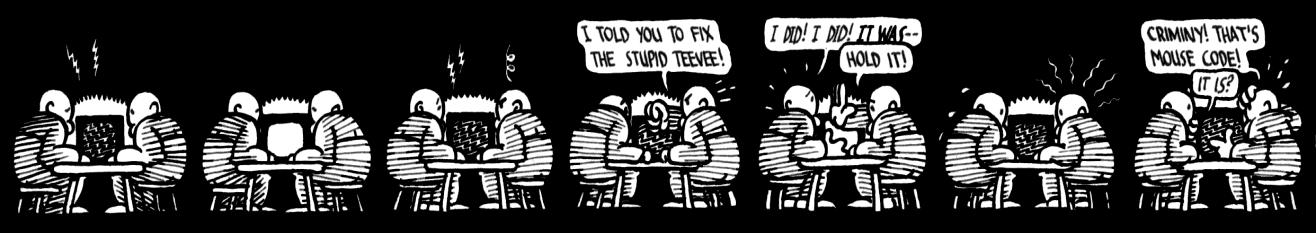 I TOLD YOU TO FIX
THE STUPID TEEVEE!
I DID! I DID! IT WAS--
HOLD IT!
CRIMINY! THAT'S
MOUSE CODE!
IT IS?